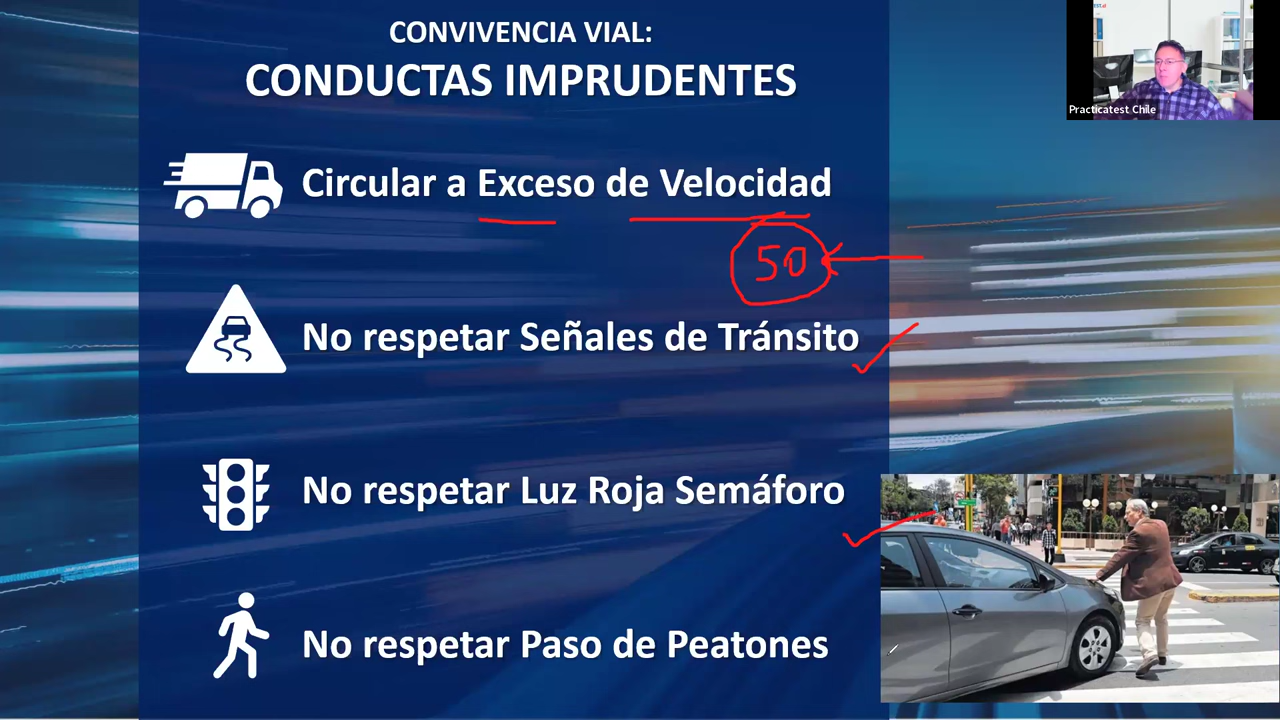 CONVIVENCIA VIAL:
CONDUCTAS IMPRUDENTES
Practicatest Chile
Circular a Exceso de Velocidad
50
No respetar Señales de Tránsito
No respetar Luz Roja Semáforo
No respetar Paso de Peatones